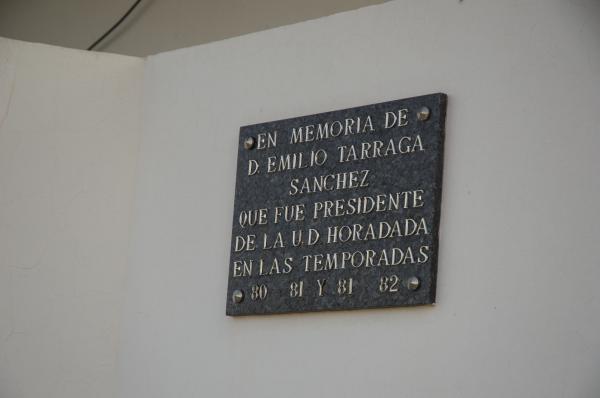 EN MEMORIA DE
D. EMILIO TARRAGA
SANCHEZ
QUE FUE PRESIDENTE
DE LA U.D. HORADADA
EN LAS TEMPORADAS
80 81 Y 81 82